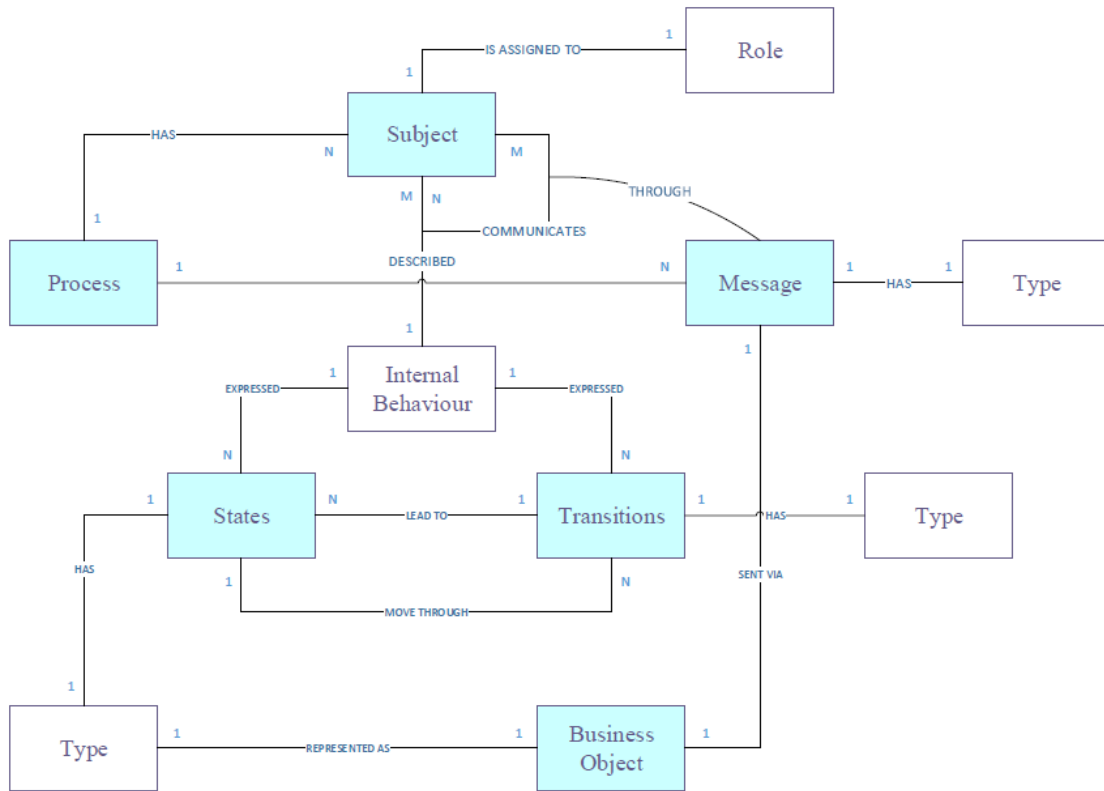 1
IS ASSIGNED TO
Role
1
Subject
HAS
N
M
M
N
THROUGH
COMMUNICATES
1
Process
1
DESCRIBED
N
Message
1
HAS
1
Type
1
1
1
Internal
Behaviour
1
EXPRESSED
EXPRESSED
N
N
1
States
N
LEAD TO
1
Transitions
1
HAS
1
Type
HAS
1
N
SENT VIA
MOVE THROUGH
1
Type
1
REPRESENTED AS
1
Business
Object
1